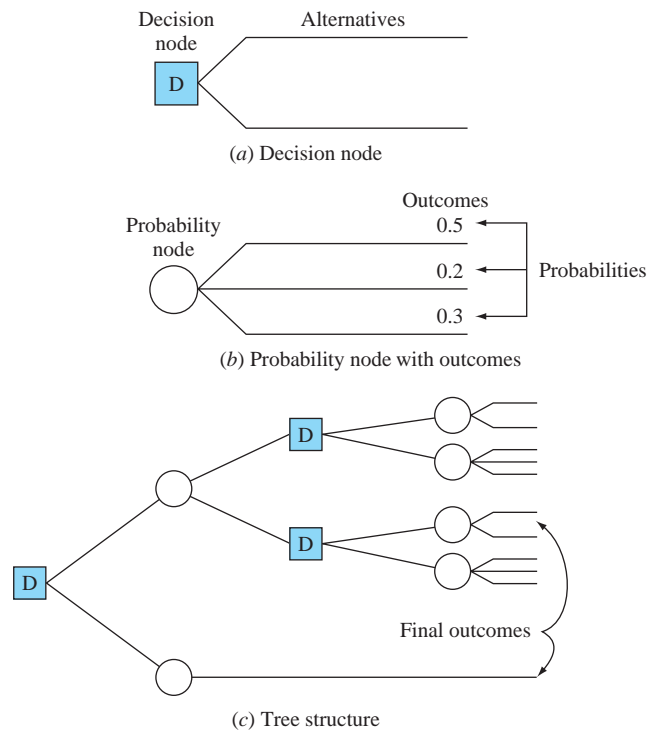 Decision
node
Alternatives
D
(a) Decision node
Outcomes
Probability
node
0.5
0.2
0.3
Probabilities
(b) Probability node with outcomes
D
D
D
Final outcomes
(c) Tree structure